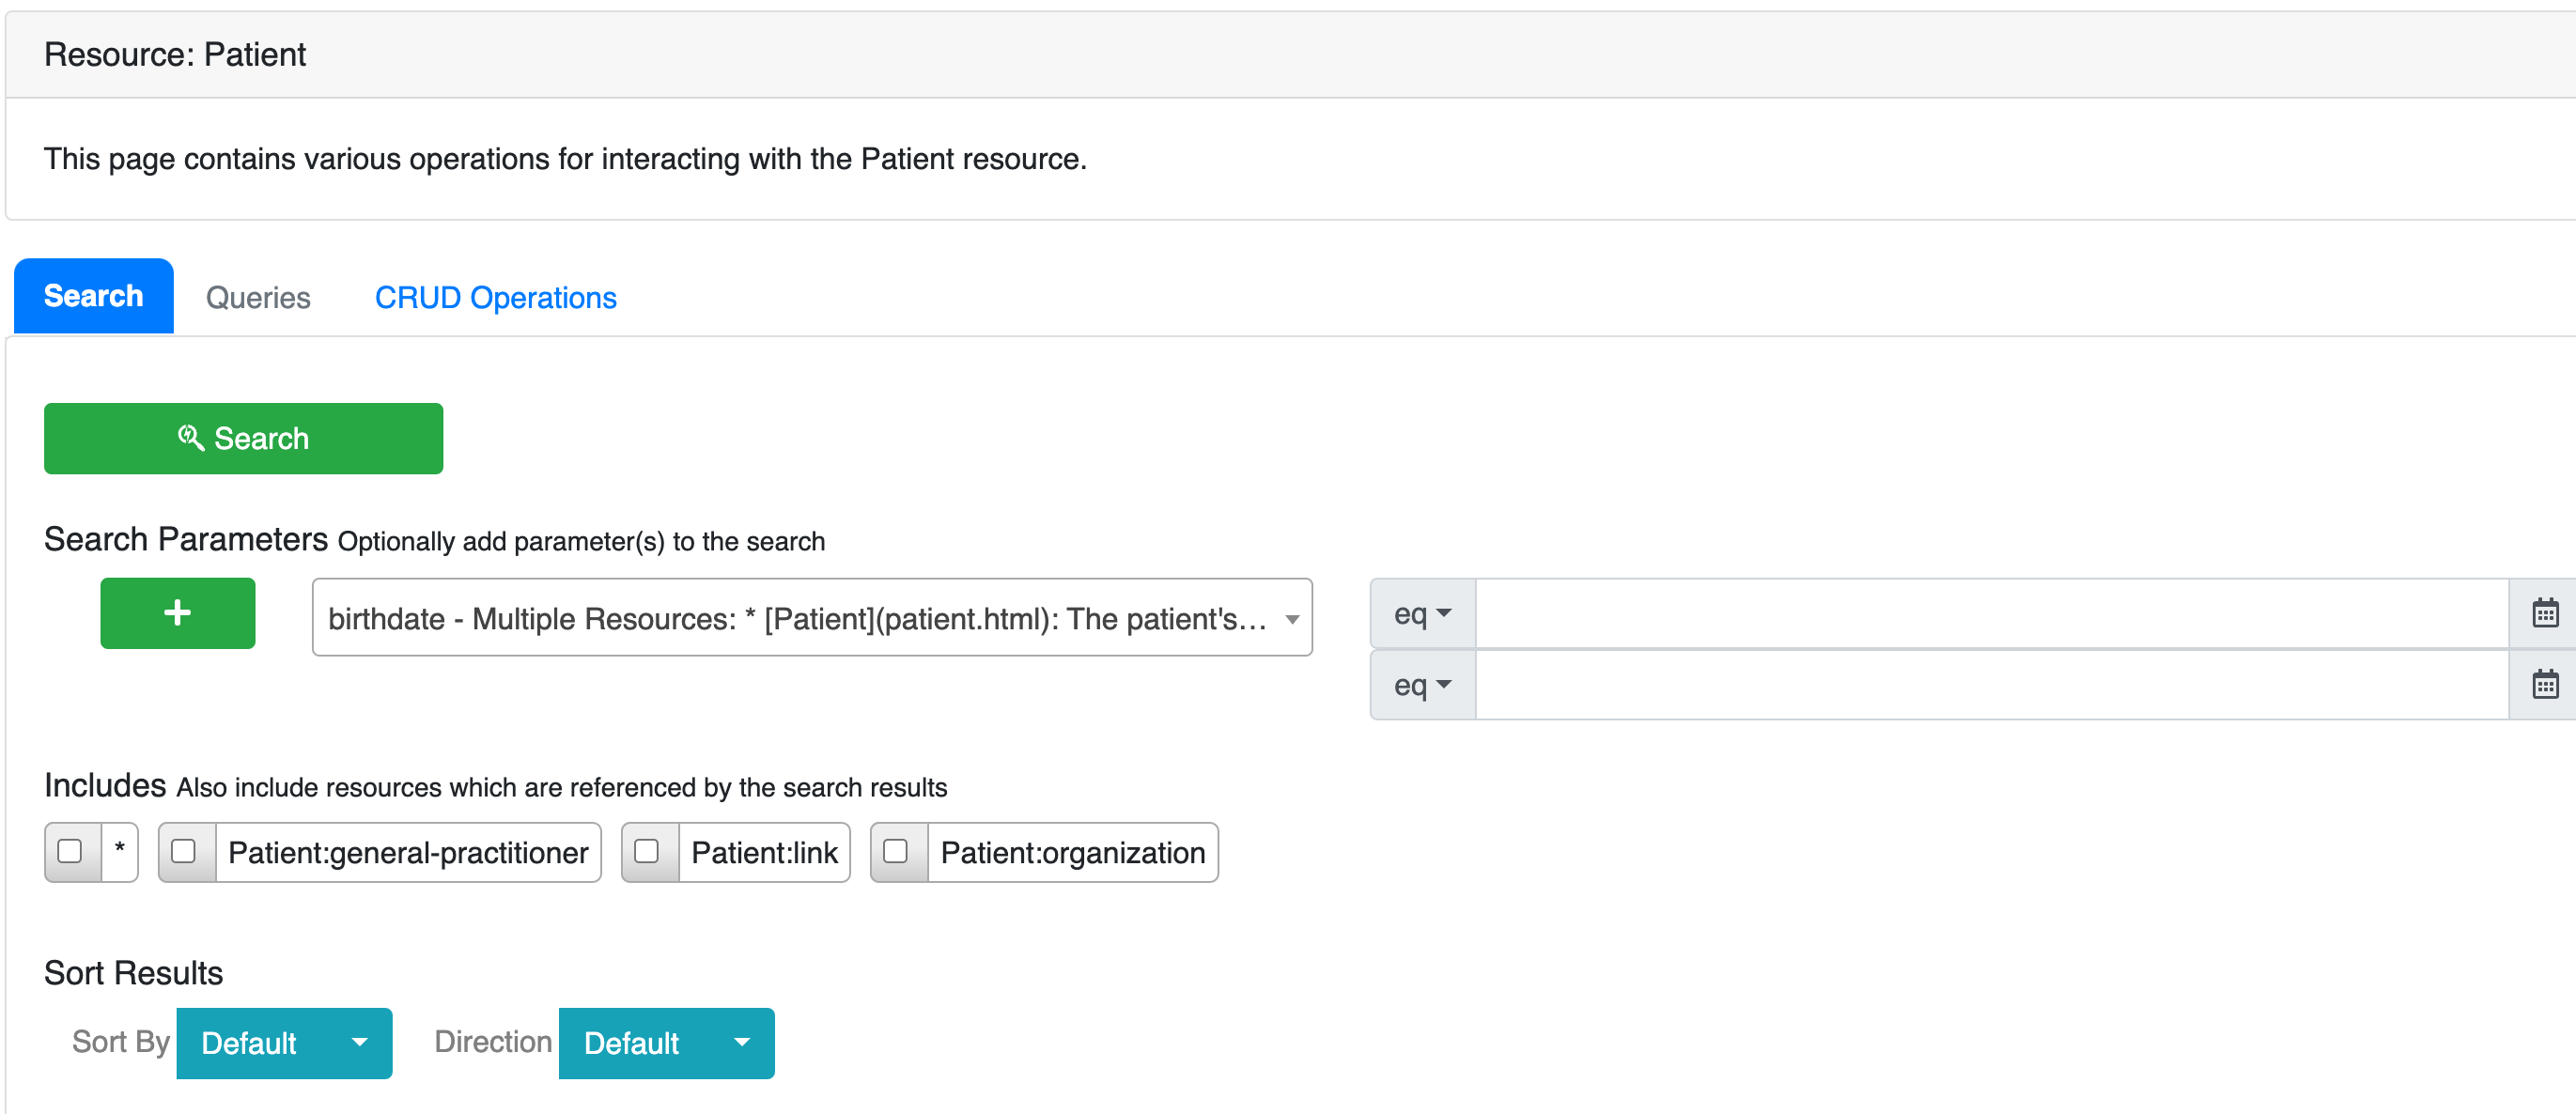 Resource: Patient
This page contains various operations for interacting with the Patient resource.
Search Queries CRUD Operations
Search
Search Parameters Optionally add parameter(s) to the search
+ birthdate - Multiple Resources: * [Patient](patient.html): The patient's... eq
eq
Includes Also include resources which are referenced by the search results
* Patient:general-practitioner Patient:link Patient:organization
Sort Results
Sort By Default Direction Default